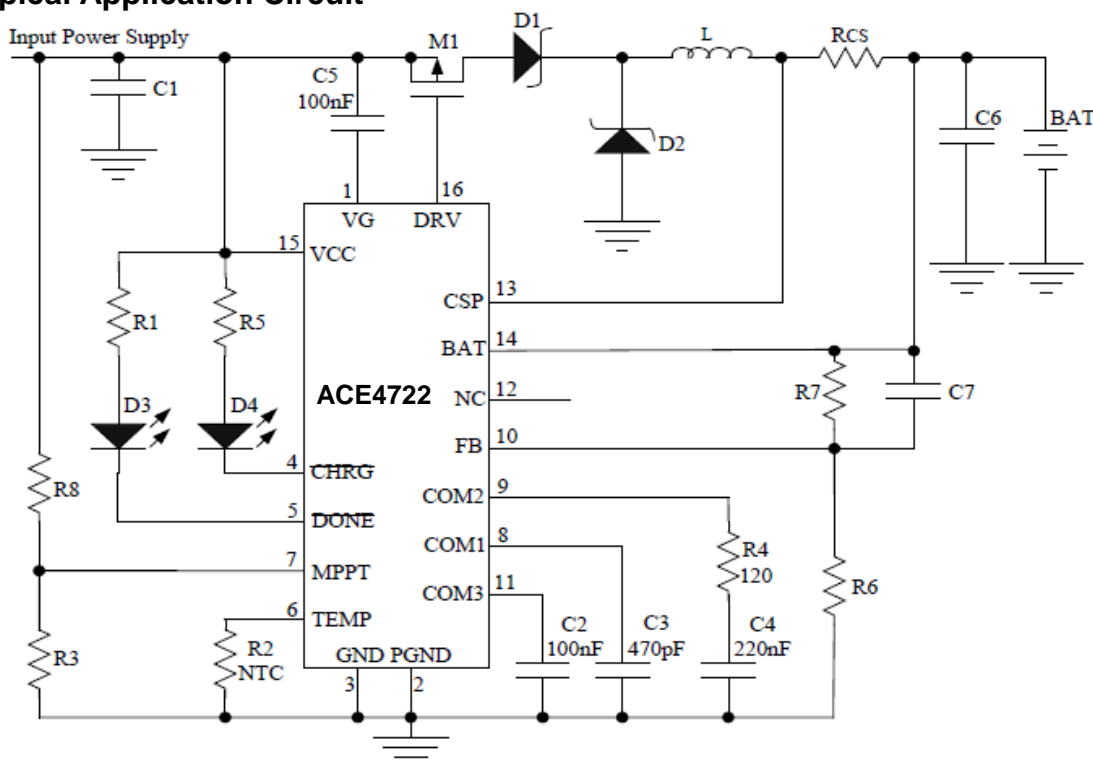 pical Application Circuit
Input Power Supply
C1
C5
100nF
M1
D1
L
RCS
D2
C6
BAT
1
16
VG
DRV
15
VCC
13
CSP
14
BAT
R1
R5
ACE4722
12
NC
R7
C7
D3
D4
10
FB
4
CHRG
9
COM2
R8
5
DONE
8
COM1
R4
120
7
MPPT
11
COM3
R6
6
TEMP
R3
R2
NTC
GND PGND
3
2
C2
100nF
C3
470pF
C4
220nF